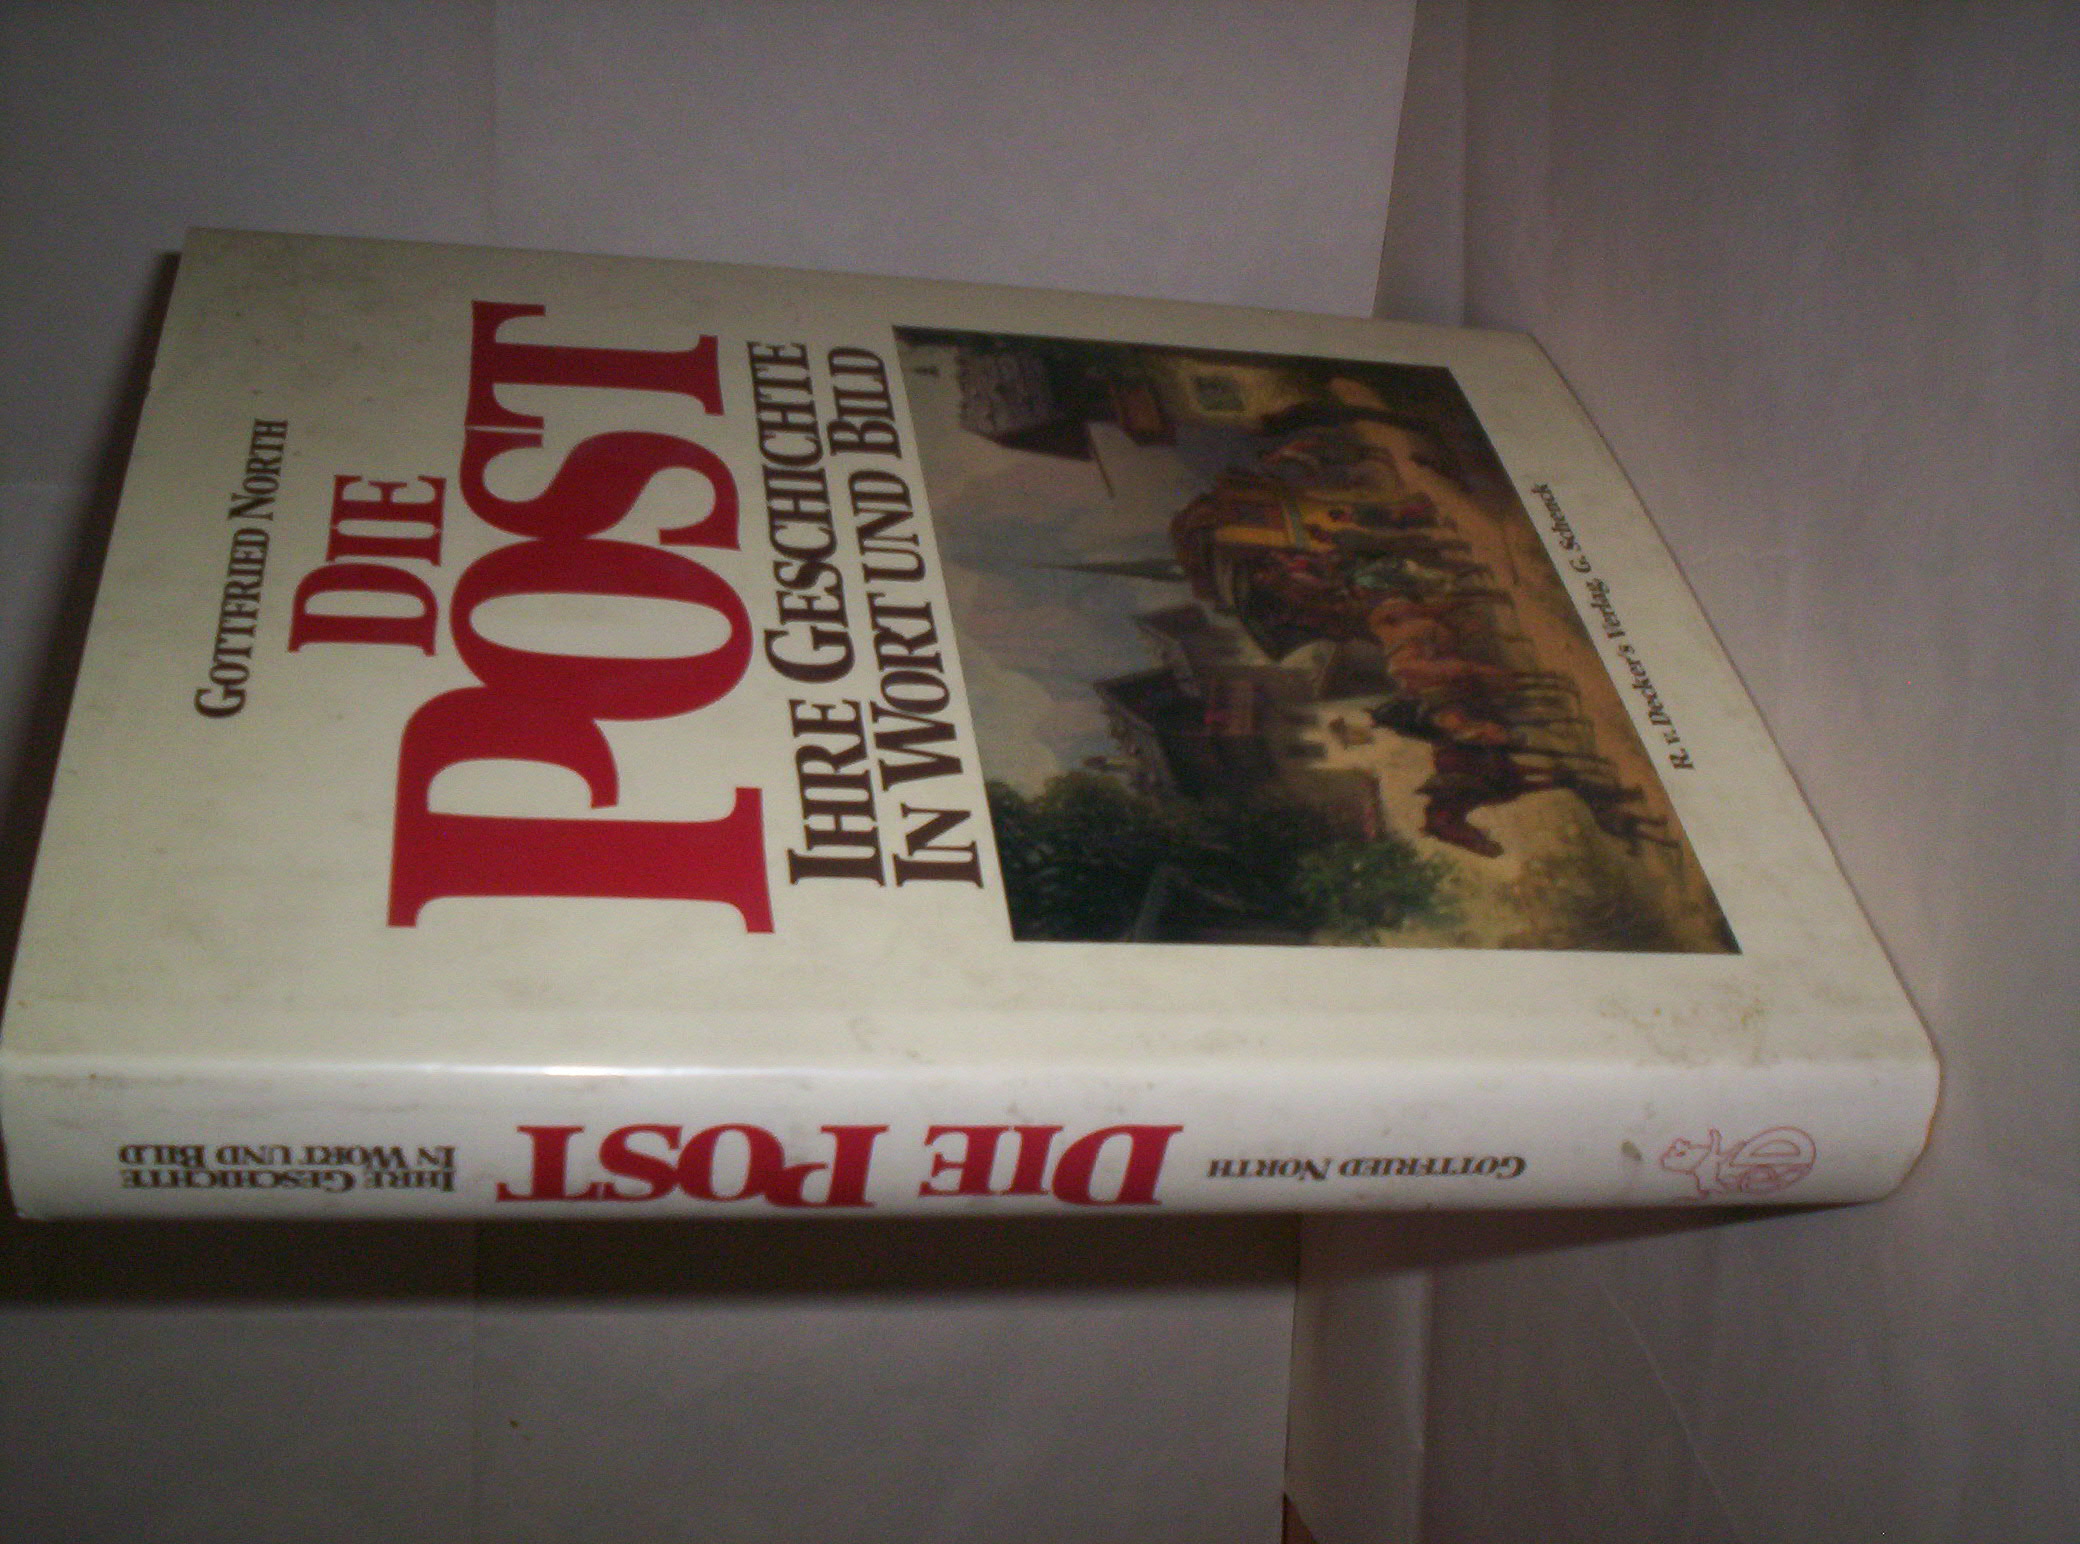 GOTTFRIED NORTH
DIE
POST
IHRE GESCHICHTE
IN WORT UND BILD
R. v. Decker's Verlag, G. Schenck
GOTTFRIED NORTH
DIE POST
IHRE GESCHICHTE
IN WORT UND BILD